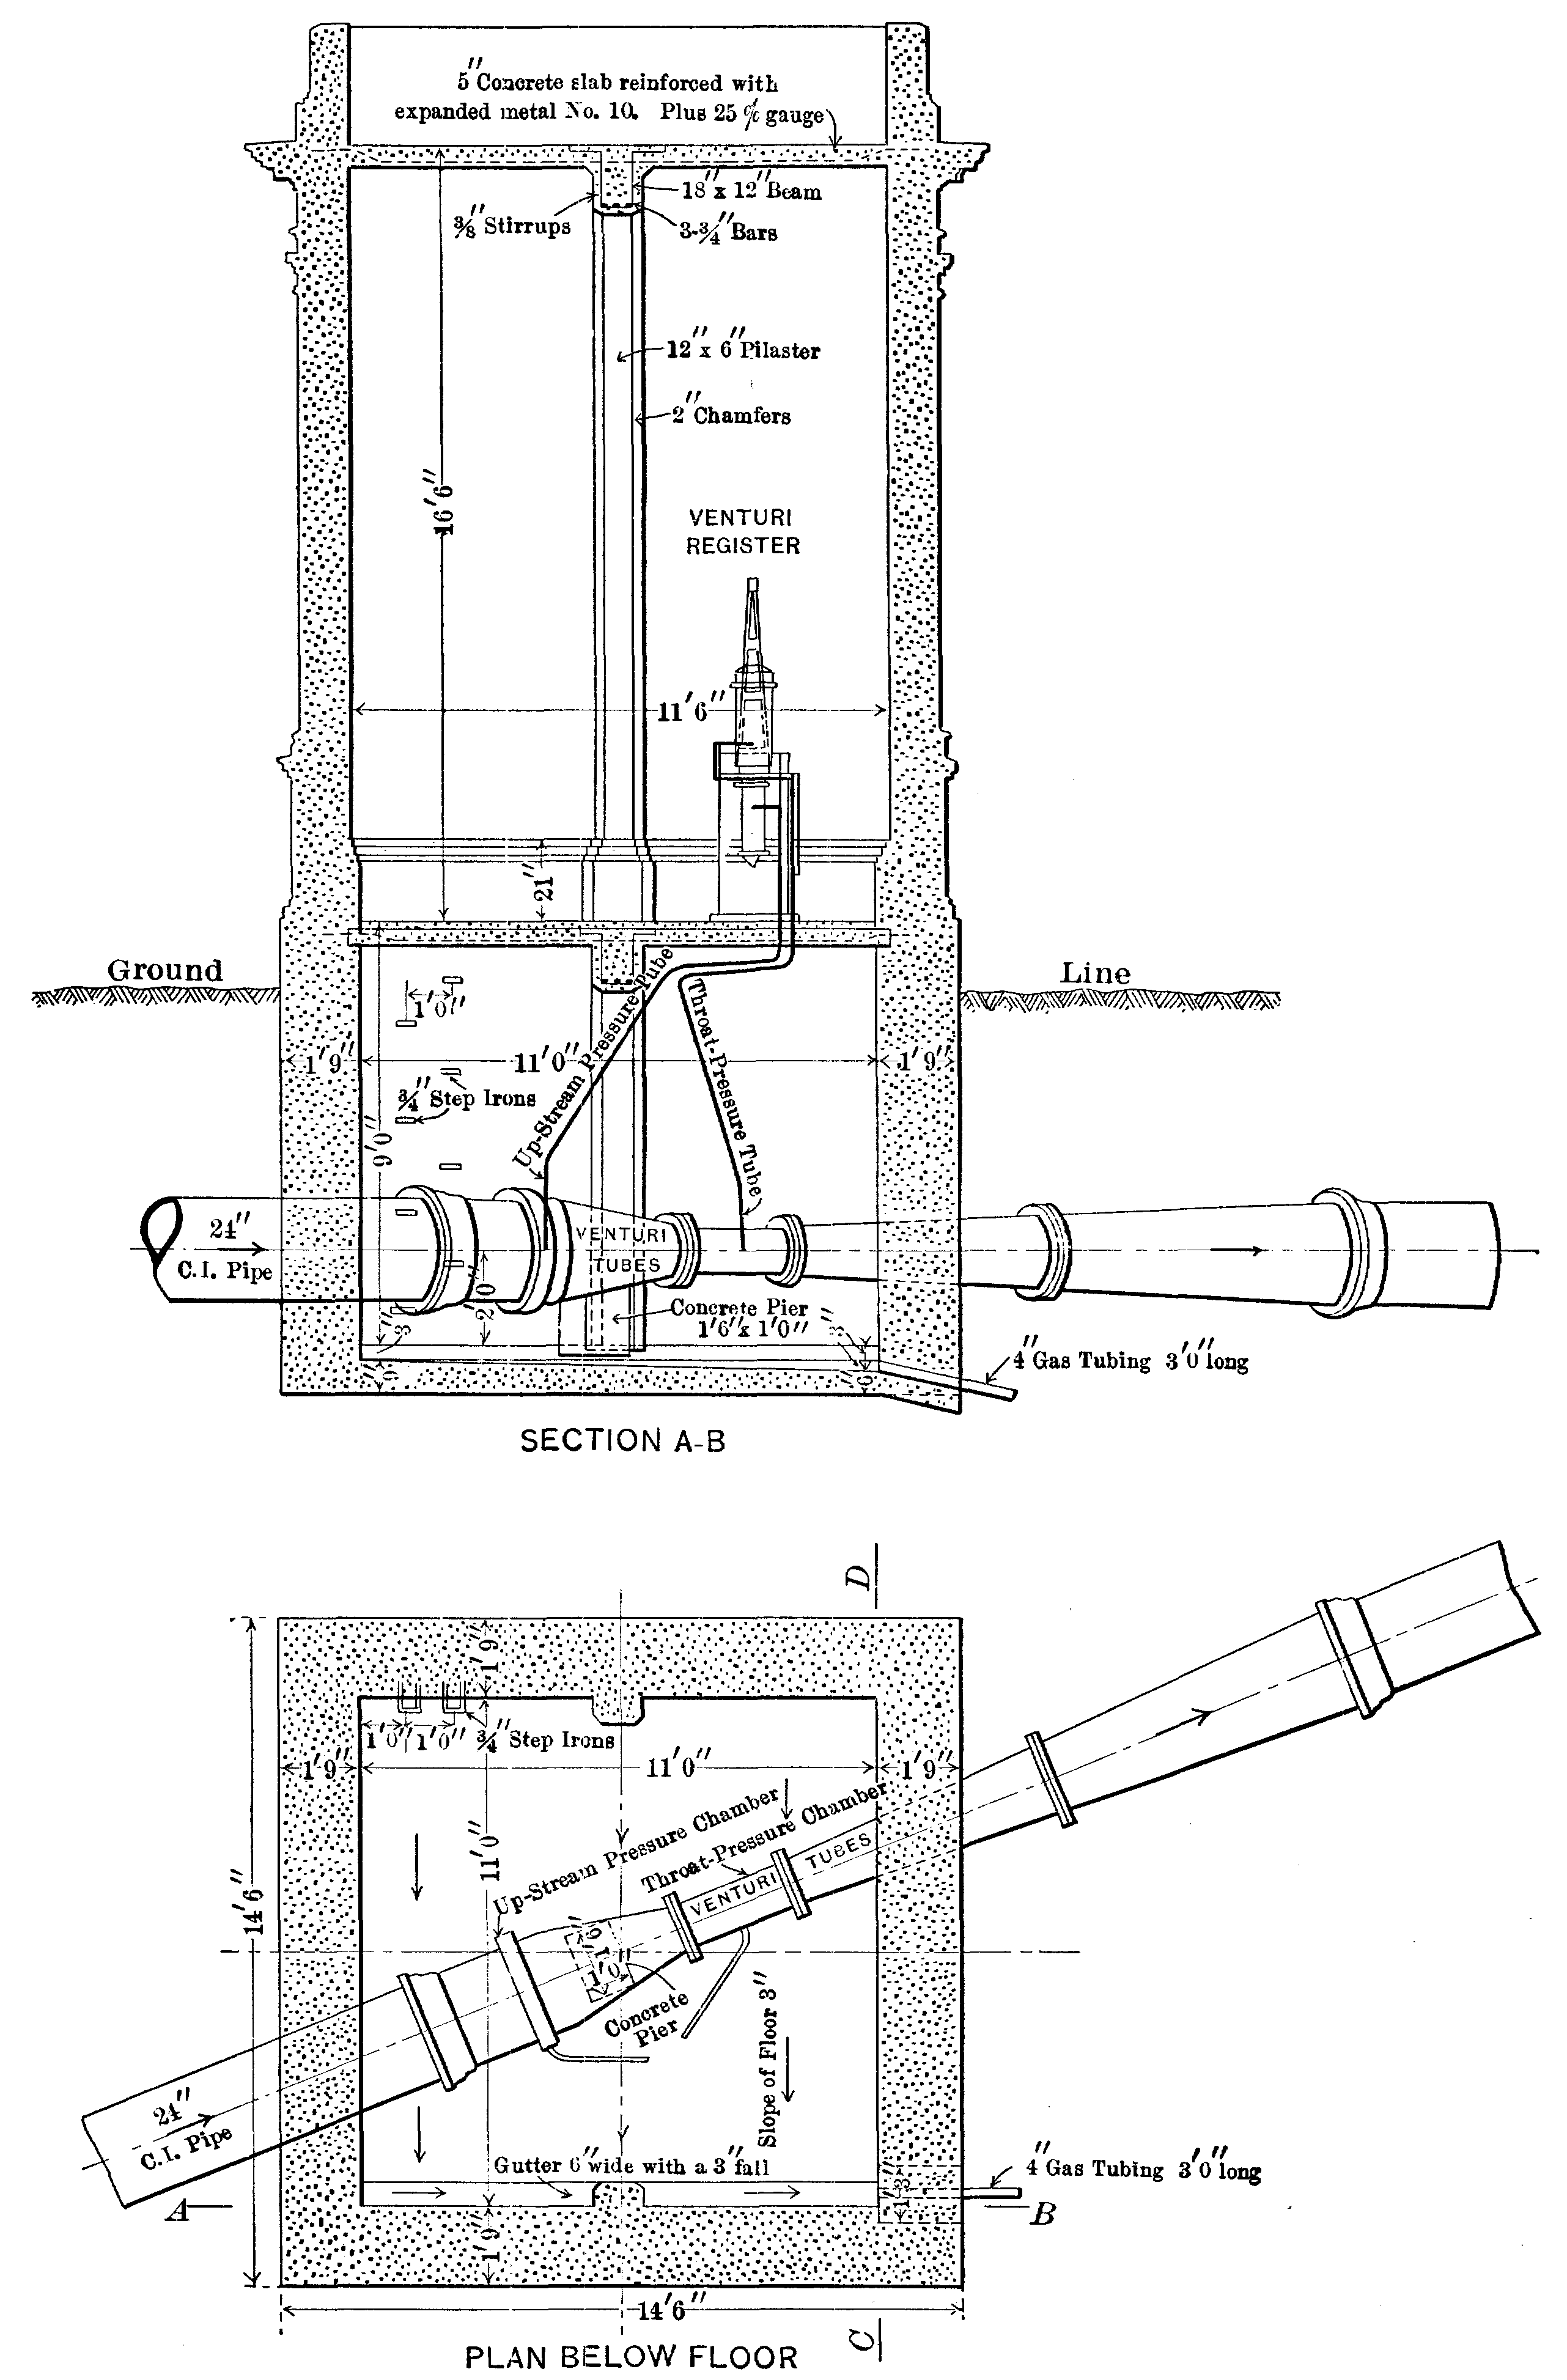 5" Concrete slab reinforced with
expanded metal No. 10. Plus 25 % gauge
18" x 12" Beam
3/8" Stirrups
3-3/4" Bars
12" x 6" Pilaster
2" Chamfers
16'6"
VENTURI
REGISTER
11'6"
21"
Ground
Line
1'0"
Up-Stream Pressure Tube
Throat-Pressure Tube
1'9"
11'0"
1'9"
3/4" Step Irons
9'0"
24"
C.I. Pipe
VENTURI
TUBES
2'0"
Concrete Pier
1'6" x 1'0"
3"
3"
9"
4" Gas Tubing 3'0" long
SECTION A-B
D
1'9"
1'0" 1'0" 3/4" Step Irons
1'9"
11'0"
1'9"
Up-Stream Pressure Chamber
Throat-Pressure Chamber
11'0"
14'6"
VENTURI TUBES
1'6"
1'0"
Concrete
Pier
Slope of Floor 3"
24"
C.I. Pipe
Gutter 6" wide with a 3" fall
4" Gas Tubing 3'0" long
1'3"
A
B
1'9"
14'6"
C
PLAN BELOW FLOOR